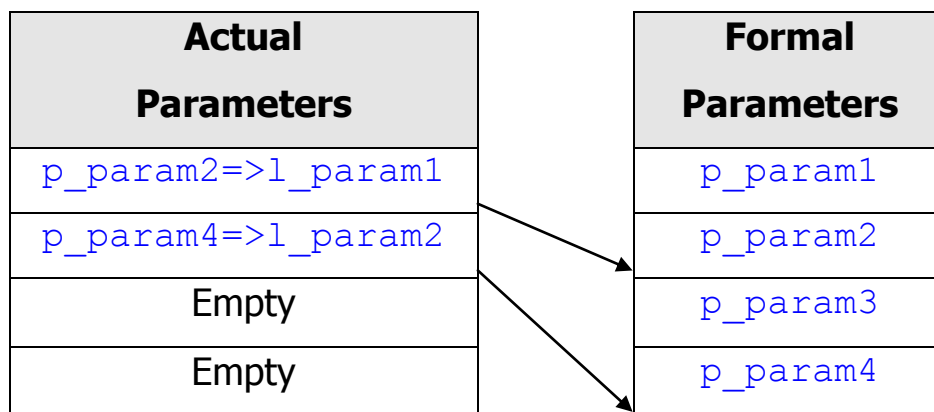 Actual
Parameters
p_param2=>l_param1
p_param4=>l_param2
Empty
Empty
Formal
Parameters
p_param1
p_param2
p_param3
p_param4